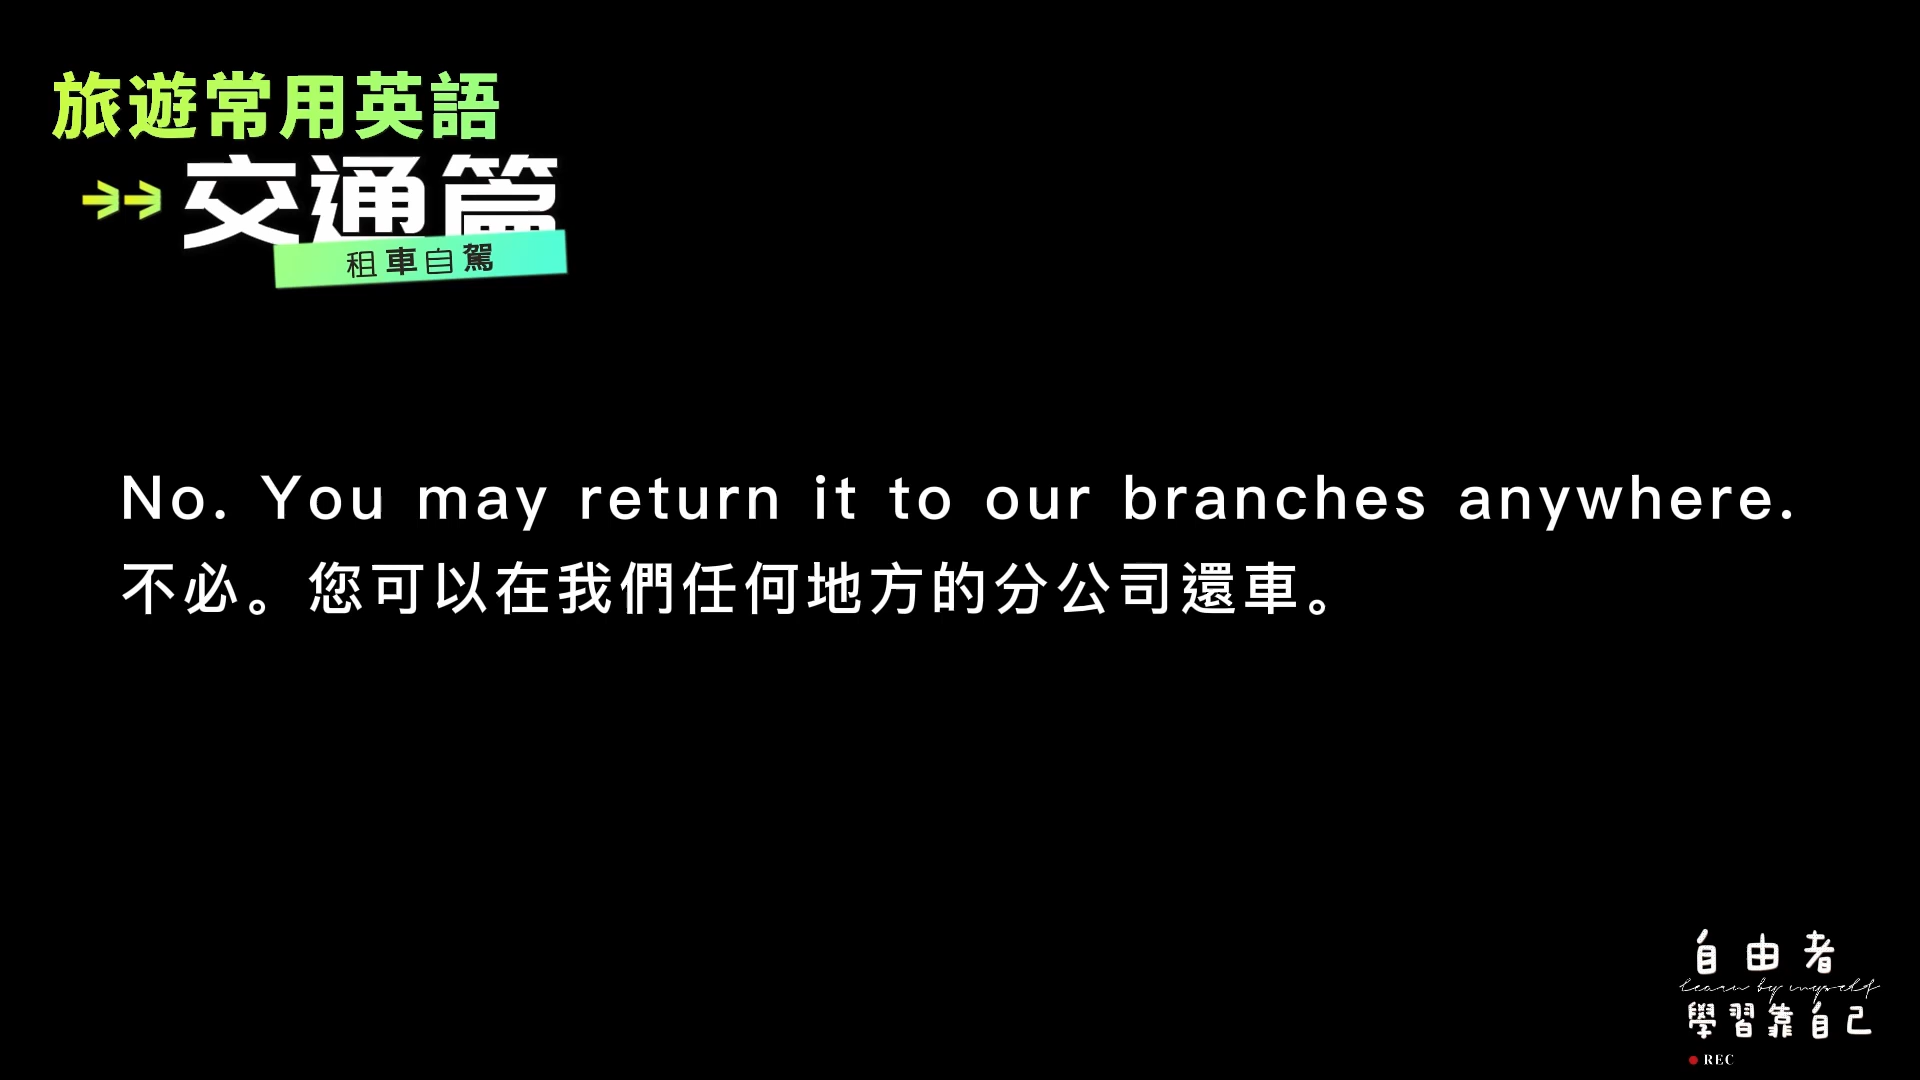 旅遊常用英語
交通篇
租車自駕
No. You may return it to our branches anywhere.
不必。您可以在我們任何地方的分公司還車。
自由者
learn by myself
學習靠自己
REC